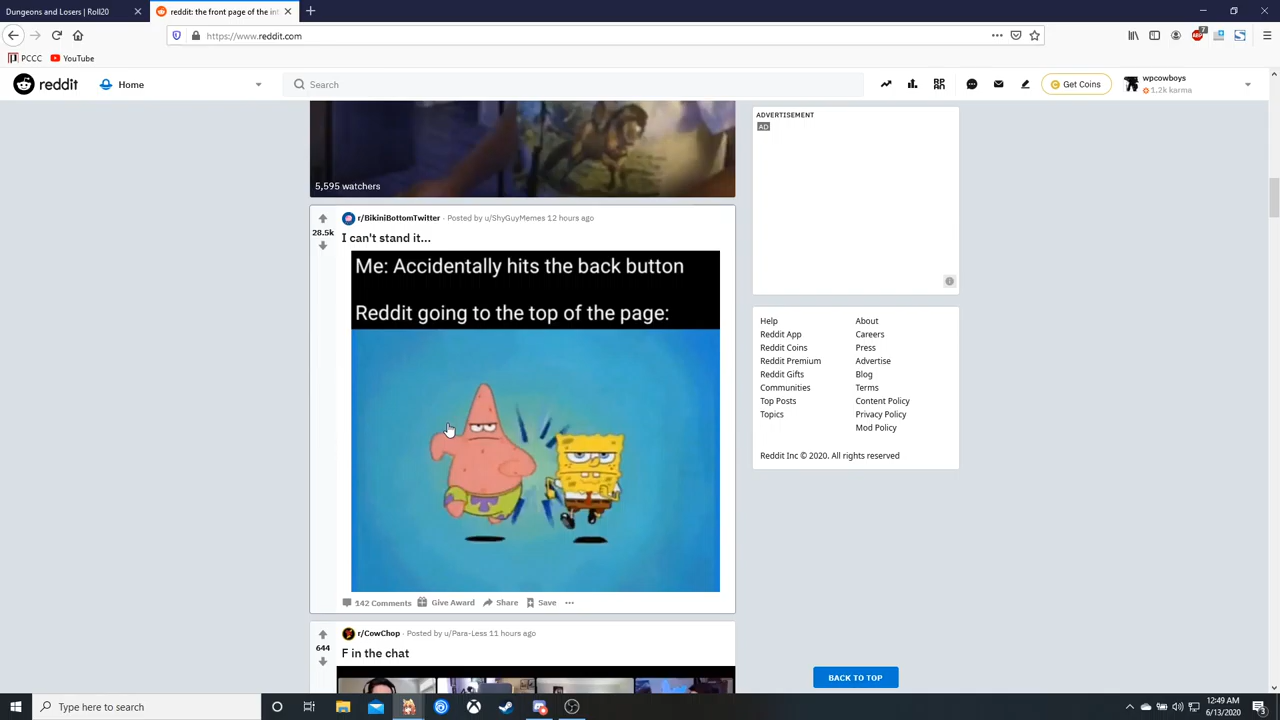 Dungeons and Losers | Roll20
reddit: the front page of the int
https://www.reddit.com
PCCC
YouTube
reddit
Home
Search
Get Coins
wpcowboys
1.2k karma
5,595 watchers
ADVERTISEMENT
AD
r/BikiniBottomTwitter · Posted by u/ShyGuyMemes 12 hours ago
28.5k
I can't stand it...
Me: Accidentally hits the back button
Reddit going to the top of the page:
142 Comments
Give Award
Share
Save
Help
Reddit App
Reddit Coins
Reddit Premium
Reddit Gifts
Communities
Top Posts
Topics
About
Careers
Press
Advertise
Blog
Terms
Content Policy
Privacy Policy
Mod Policy
Reddit Inc © 2020. All rights reserved
r/CowChop · Posted by u/Para-Less 11 hours ago
644
F in the chat
BACK TO TOP
Type here to search
12:49 AM
6/13/2020
3